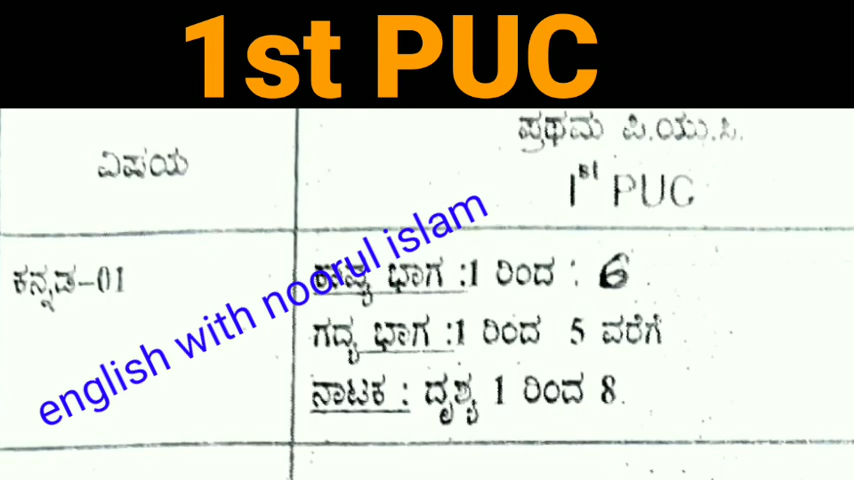 1st PUC
ವಿಷಯ
ಪ್ರಥಮ ಪಿ.ಯು.ಸಿ.
1st PUC
ಕನ್ನಡ-01
ಕಾವ್ಯ ಭಾಗ :1 ರಿಂದ : 6
ಗದ್ಯ ಭಾಗ :1 ರಿಂದ 5 ವರೆಗೆ
ನಾಟಕ : ದೃಶ್ಯ 1 ರಿಂದ 8.
english with noorul islam